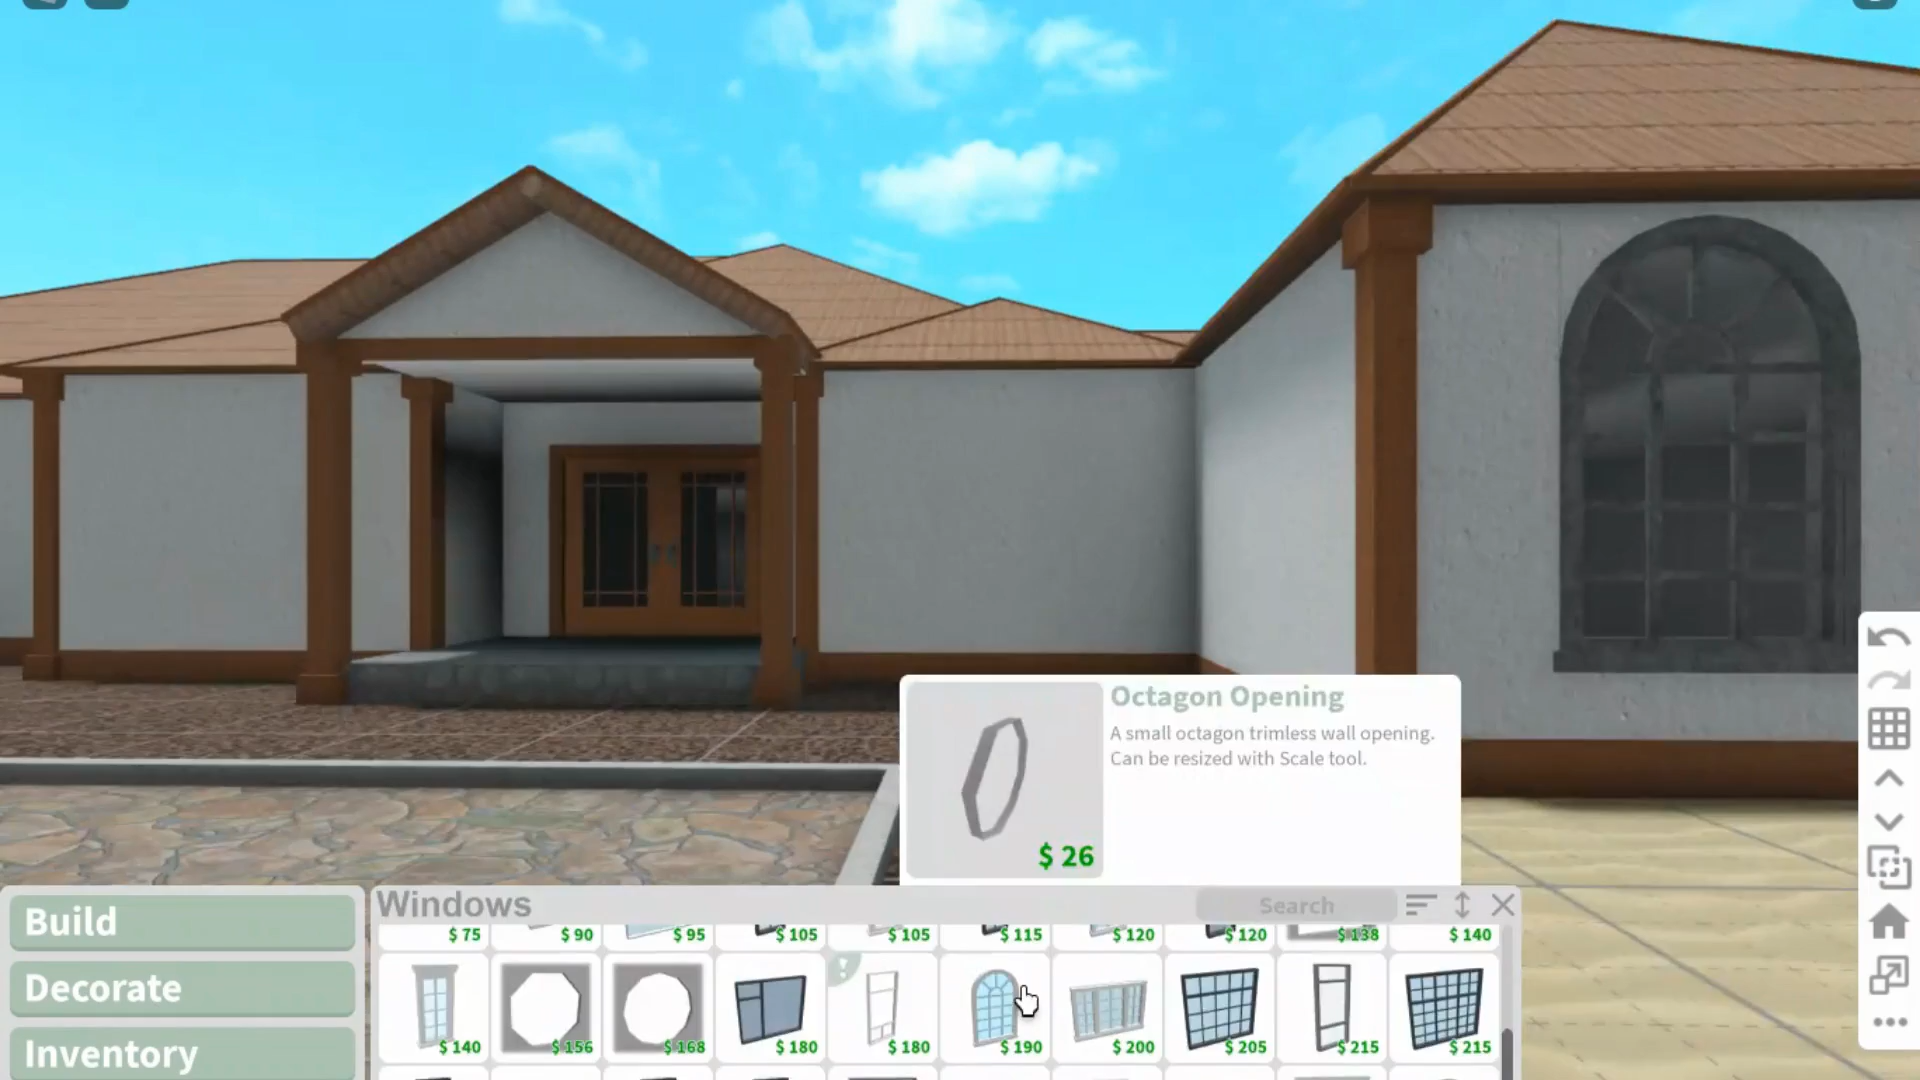 Octagon Opening
A small octagon trimless wall opening.
Can be resized with Scale tool.
$ 26
Windows
Search
Build
Decorate
Inventory
$ 75 $ 90 $ 95 $ 105 $ 105 $ 115 $ 120 $ 120 $ 138 $ 140
$ 140 $ 156 $ 168 $ 180 $ 180 $ 190 $ 200 $ 205 $ 215 $ 215